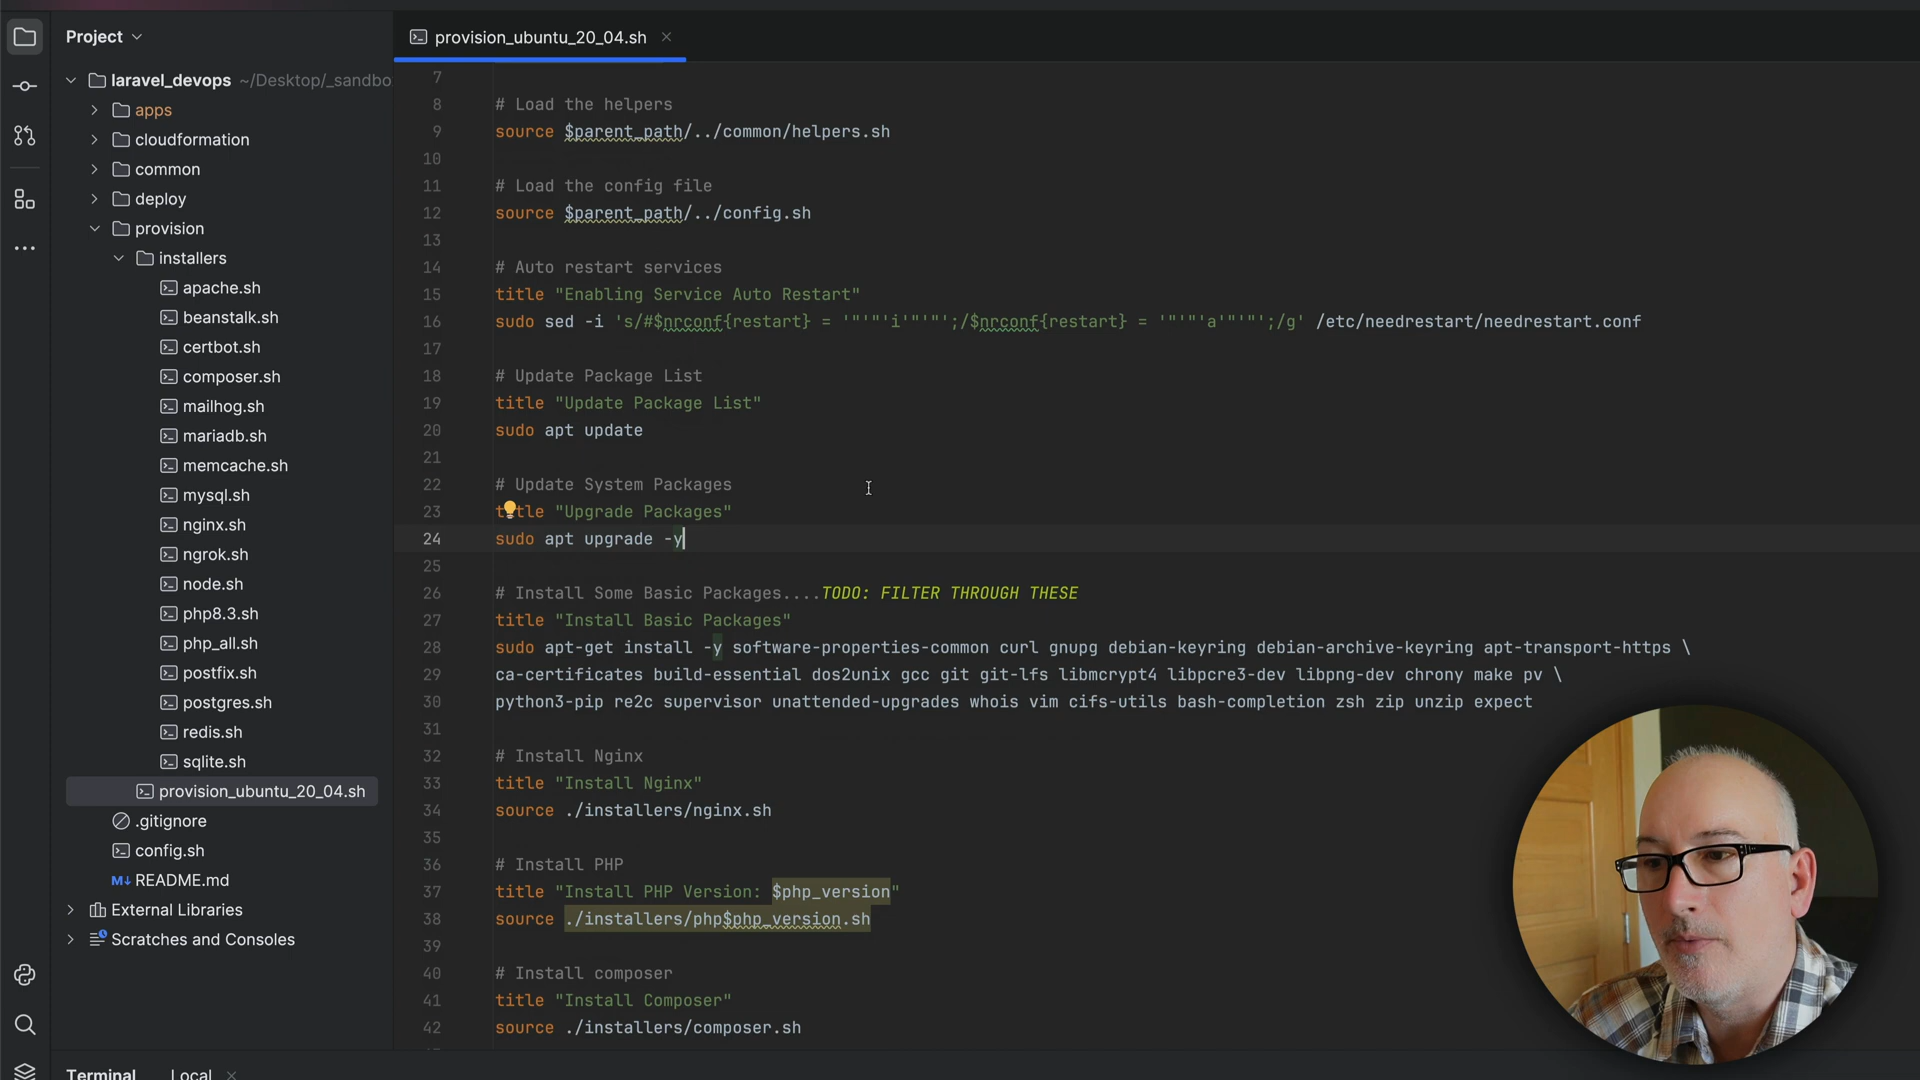 Project
laravel_devops ~/Desktop/_sandbo
apps
cloudformation
common
deploy
provision
installers
apache.sh
beanstalk.sh
certbot.sh
composer.sh
mailhog.sh
mariadb.sh
memcache.sh
mysql.sh
nginx.sh
ngrok.sh
node.sh
php8.3.sh
php_all.sh
postfix.sh
postgres.sh
redis.sh
sqlite.sh
provision_ubuntu_20_04.sh
.gitignore
config.sh
M↓ README.md
External Libraries
Scratches and Consoles
provision_ubuntu_20_04.sh
7
8 # Load the helpers
9 source $parent_path/../common/helpers.sh
10
11 # Load the config file
12 source $parent_path/../config.sh
13
14 # Auto restart services
15 title "Enabling Service Auto Restart"
16 sudo sed -i 's/#$nrconf{restart} = '"'"'i'"'"';/$nrconf{restart} = '"'"'a'"'"';/g' /etc/needrestart/needrestart.conf
17
18 # Update Package List
19 title "Update Package List"
20 sudo apt update
21
22 # Update System Packages
23 title "Upgrade Packages"
24 sudo apt upgrade -y
25
26 # Install Some Basic Packages....TODO: FILTER THROUGH THESE
27 title "Install Basic Packages"
28 sudo apt-get install -y software-properties-common curl gnupg debian-keyring debian-archive-keyring apt-transport-https \
29 ca-certificates build-essential dos2unix gcc git git-lfs libmcrypt4 libpcre3-dev libpng-dev chrony make pv \
30 python3-pip re2c supervisor unattended-upgrades whois vim cifs-utils bash-completion zsh zip unzip expect
31
32 # Install Nginx
33 title "Install Nginx"
34 source ./installers/nginx.sh
35
36 # Install PHP
37 title "Install PHP Version: $php_version"
38 source ./installers/php$php_version.sh
39
40 # Install composer
41 title "Install Composer"
42 source ./installers/composer.sh
Terminal Local